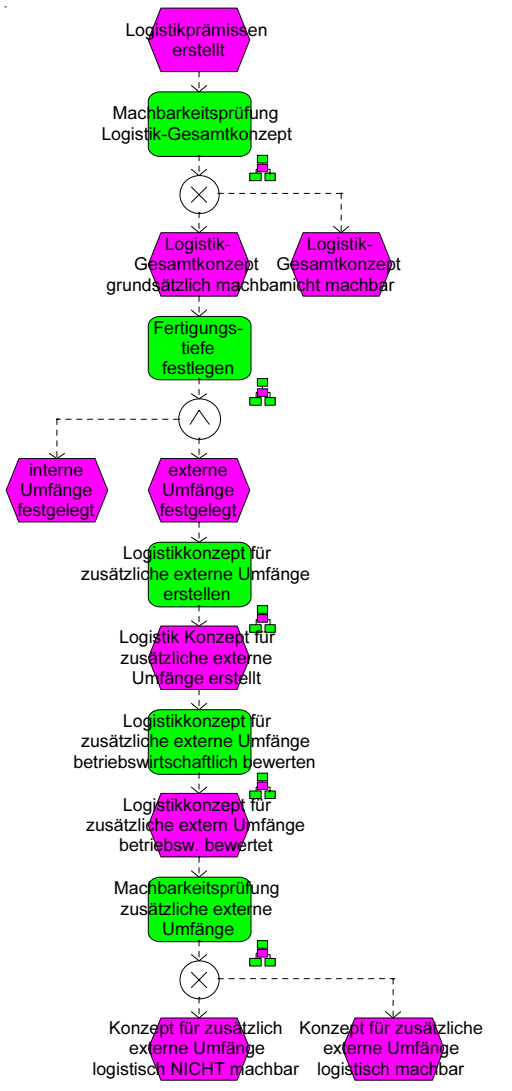 Logistikprämissen
erstellt
Machbarkeitsprüfung
Logistik-Gesamtkonzept
Logistik-
Gesamtkonzept
grundsätzlich machbar
Logistik-
Gesamtkonzept
nicht machbar
Fertigungs-
tiefe
festlegen
interne
Umfänge
festgelegt
externe
Umfänge
festgelegt
Logistikkonzept für
zusätzliche externe Umfänge
erstellen
Logistik Konzept für
zusätzliche externe
Umfänge erstellt
Logistikkonzept für
zusätzliche externe Umfänge
betriebswirtschaftlich bewerten
Logistikkonzept für
zusätzliche extern Umfänge
betriebsw. bewertet
Machbarkeitsprüfung
zusätzliche externe
Umfänge
Konzept für zusätzlich
externe Umfänge
logistisch NICHT machbar
Konzept für zusätzliche
externe Umfänge
logistisch machbar